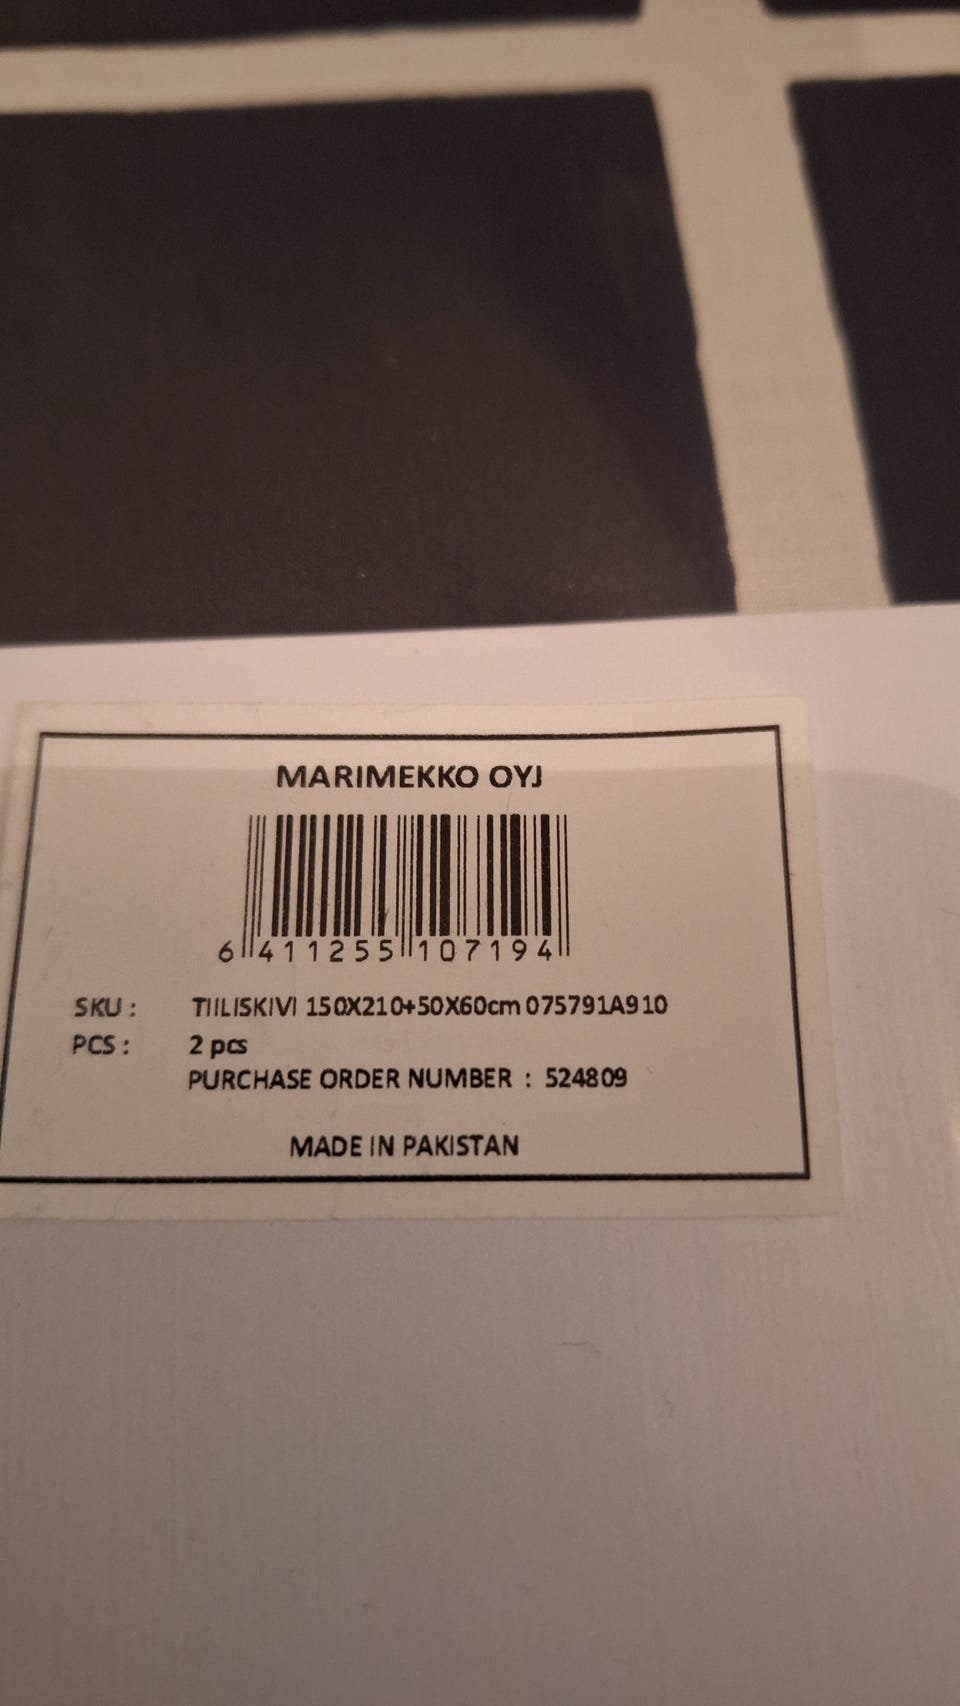 MARIMEKKO OYJ
6 411255 107194
SKU : TIILISKIVI 150X210+50X60cm 075791A910
PCS : 2 pcs
PURCHASE ORDER NUMBER : 524809
MADE IN PAKISTAN